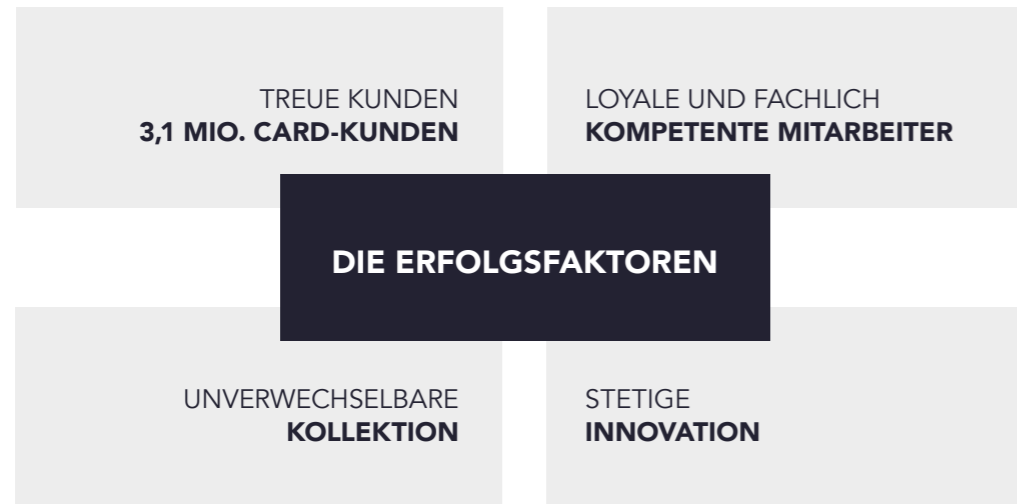 TREUE KUNDEN
3,1 MIO. CARD-KUNDEN
LOYALE UND FACHLICH
KOMPETENTE MITARBEITER
DIE ERFOLGSFAKTOREN
UNVERWECHSELBARE
KOLLEKTION
STETIGE
INNOVATION